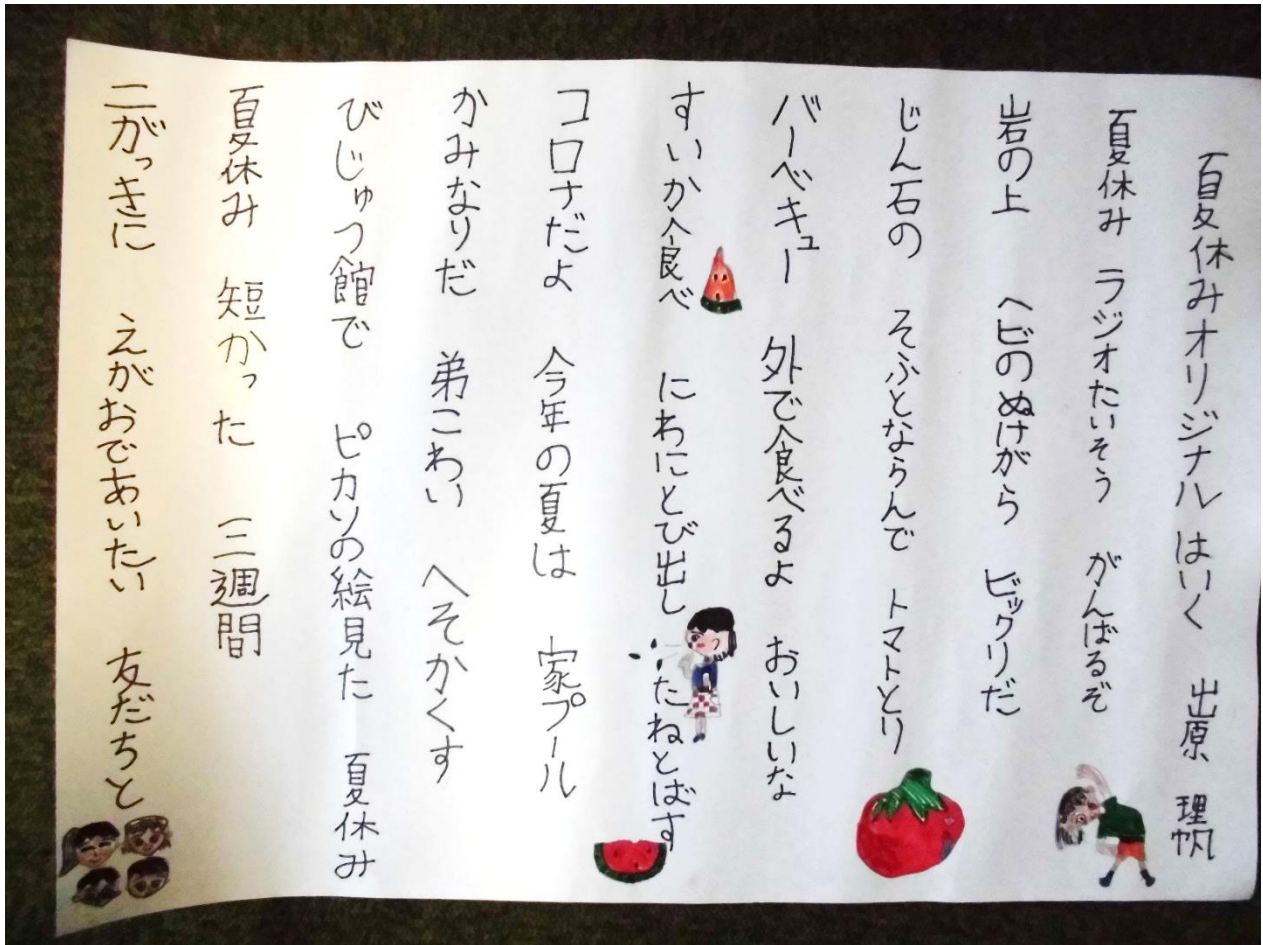 夏休みオリジナルはいく 出原 理帆
夏休み ラジオたいそう がんばるぞ
岩の上 ヘビのぬけがら ビックリだ
じん石の そふとならんで トマトとり
バーベキュー 外で食べるよ おいしいな
すいか食べ にわにとび出し たねとばす
コロナだよ 今年の夏は 家プール
かみなりだ 弟こわい へそかくす
びじゅつ館で ピカソの絵見た 夏休み
夏休み 短かった 三週間
二がっきに えがおであいたい 友だちと